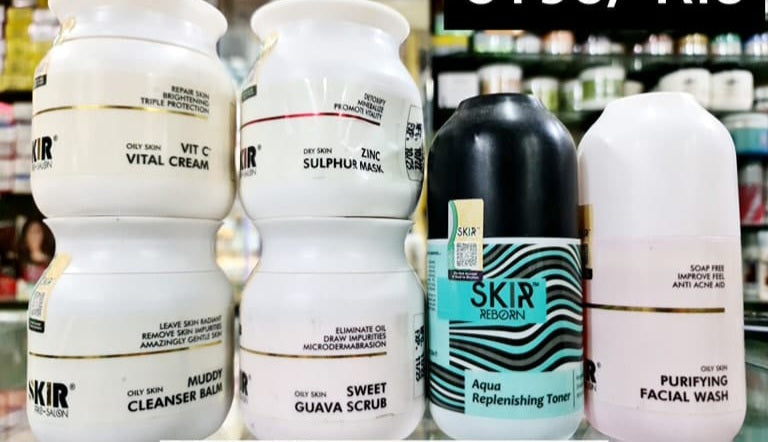 REPAIR SKIN
BRIGHTENING
TRIPLE PROTECTION
OILY SKIN VIT C
VITAL CREAM
DETOXIFY
MINERALIZE
PROMOTE VITALITY
DRY SKIN ZINC
SULPHUR MASK
LEAVE SKIN RADIANT
REMOVE SKIN IMPURITIES
AMAZINGLY GENTLE SKIN
SKIR
OILY SKIN MUDDY
CLEANSER BALM
ELIMINATE OIL
DRAW IMPURITIES
MICRODERMABRASION
OILY SKIN SWEET
GUAVA SCRUB
SKIR
SKIR™
REBORN
Aqua
Replenishing Toner
SOAP FREE
IMPROVE FEEL
ANTI ACNE AID
OILY SKIN
PURIFYING
FACIAL WASH